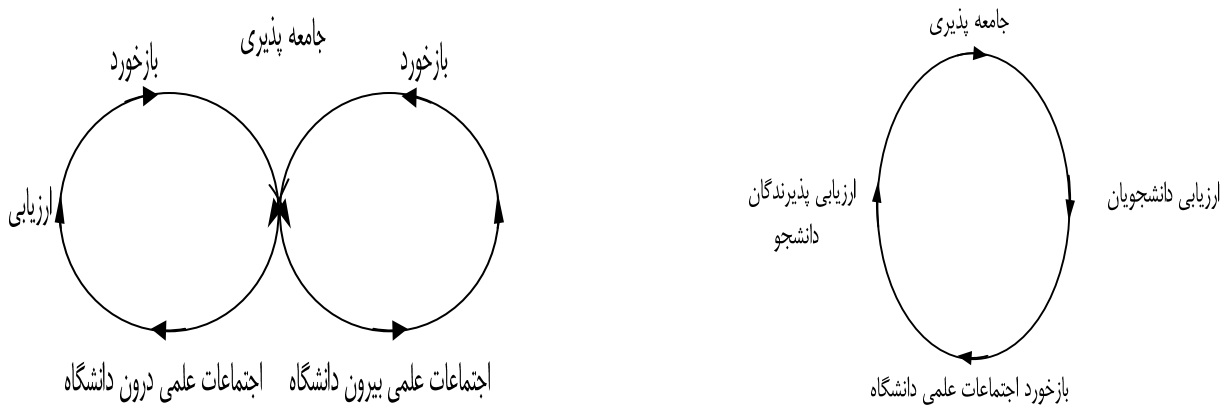 جامعه پذیری
ارزیابی دانشجویان
ارزیابی پذیرندگان
دانشجو
بازخورد اجتماعات علمی دانشگاه
جامعه پذیری
بازخورد
بازخورد
ارزیابی
اجتماعات علمی بیرون دانشگاه
اجتماعات علمی درون دانشگاه